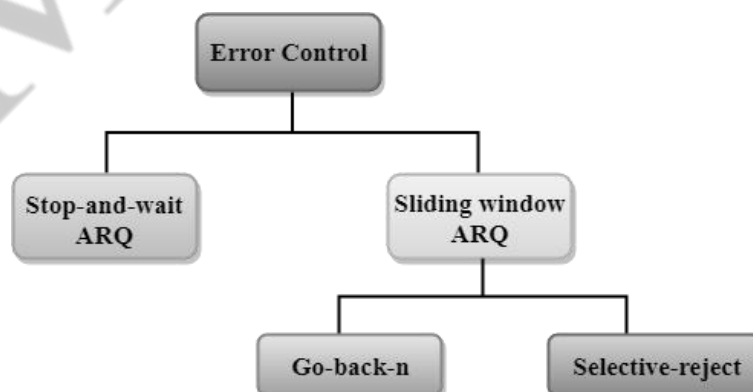 Error Control
Stop-and-wait
ARQ
Sliding window
ARQ
Go-back-n
Selective-reject